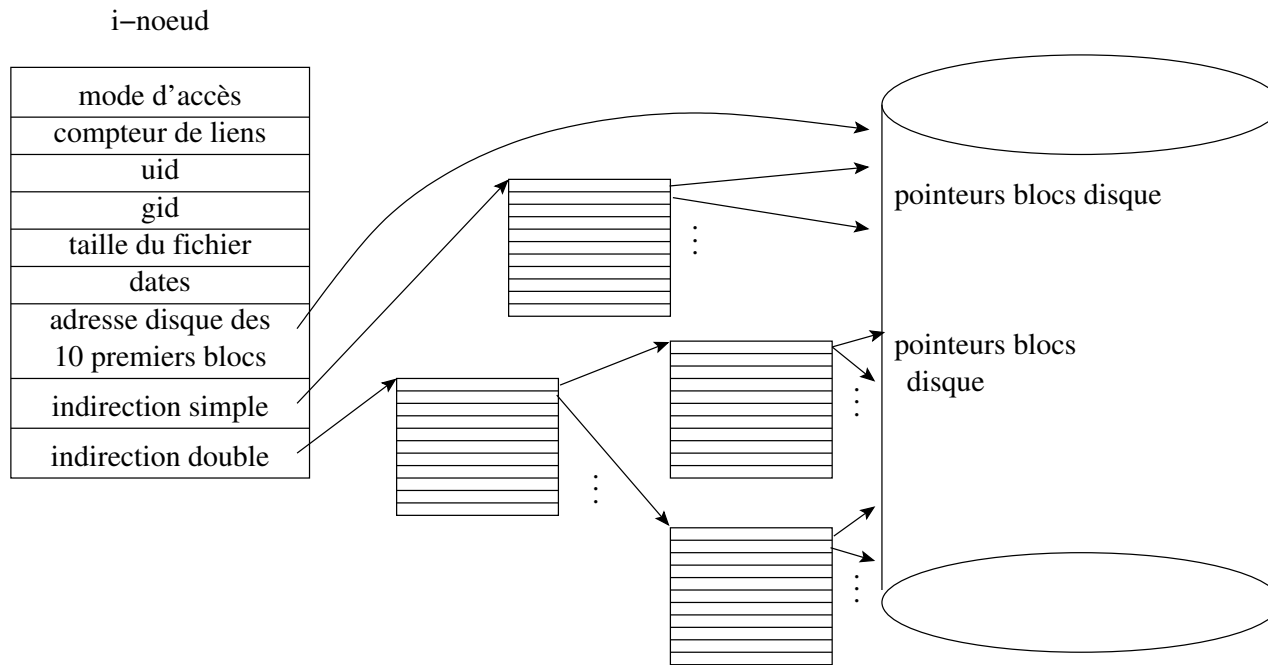 i−noeud
mode d'accès
compteur de liens
uid
gid
taille du fichier
dates
adresse disque des
10 premiers blocs
indirection simple
indirection double
pointeurs blocs disque
pointeurs blocs
disque